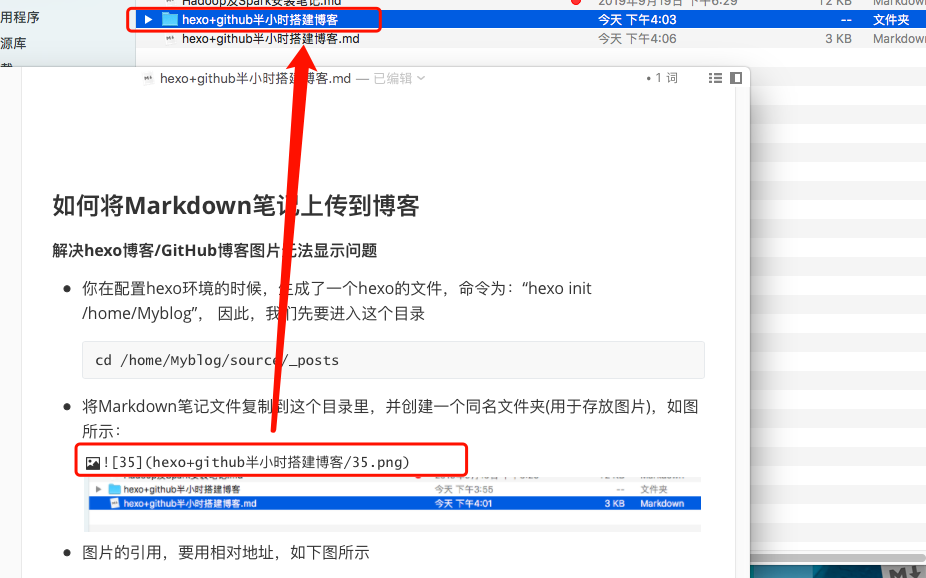 用程序
Hadoop及Spark安装笔记.md 2019年9月19日 下午6:29 12 KB Markdown
hexo+github半小时搭建博客 今天 下午4:03 -- 文件夹
源库
hexo+github半小时搭建博客.md 今天 下午4:06 3 KB Markdown
hexo+github半小时搭建博客.md — 已编辑 • 1 词
如何将Markdown笔记上传到博客
解决hexo博客/GitHub博客图片无法显示问题
● 你在配置hexo环境的时候，生成了一个hexo的文件，命令为：“hexo init
/home/Myblog”， 因此，我们先要进入这个目录
cd /home/Myblog/source/_posts
● 将Markdown笔记文件复制到这个目录里，并创建一个同名文件夹(用于存放图片)，如图
所示：
![35](hexo+github半小时搭建博客/35.png)
hexo+github半小时搭建博客 今天 下午3:55 -- 文件夹
hexo+github半小时搭建博客.md 今天 下午4:01 3 KB Markdown
● 图片的引用，要用相对地址，如下图所示